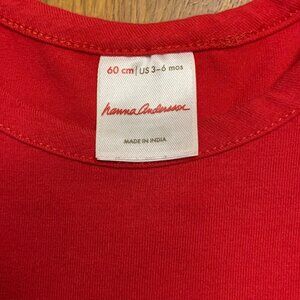 60 cm | US 3-6 mos
hanna andersson
MADE IN INDIA